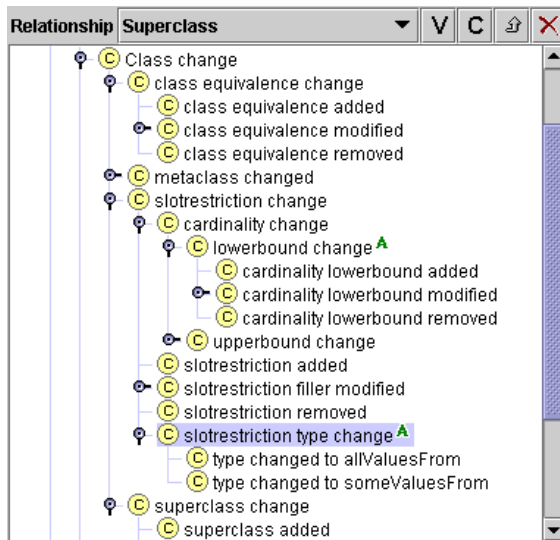 Relationship Superclass V C
C Class change
C class equivalence change
C class equivalence added
C class equivalence modified
C class equivalence removed
C metaclass changed
C slotrestriction change
C cardinality change
C lowerbound change A
C cardinality lowerbound added
C cardinality lowerbound modified
C cardinality lowerbound removed
C upperbound change
C slotrestriction added
C slotrestriction filler modified
C slotrestriction removed
C slotrestriction type change A
C type changed to allValuesFrom
C type changed to someValuesFrom
C superclass change
C superclass added